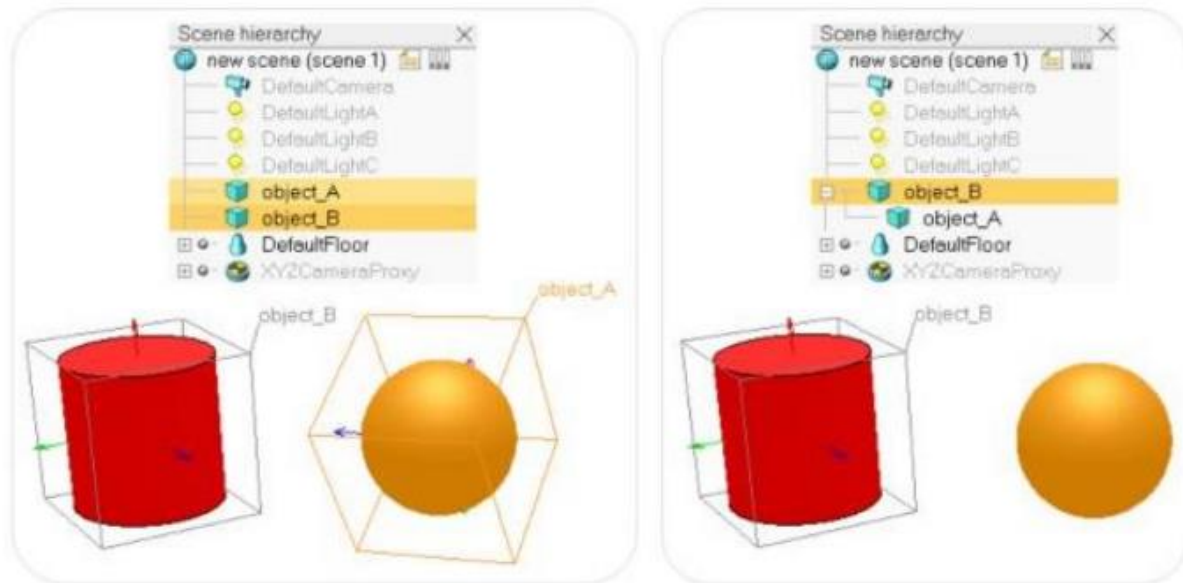 Scene hierarchy
new scene (scene 1)
DefaultCamera
DefaultLightA
DefaultLightB
DefaultLightC
object_A
object_B
DefaultFloor
XYZCameraProxy
object_B
object_A
Scene hierarchy
new scene (scene 1)
DefaultCamera
DefaultLightA
DefaultLightB
DefaultLightC
object_B
object_A
DefaultFloor
XYZCameraProxy
object_B